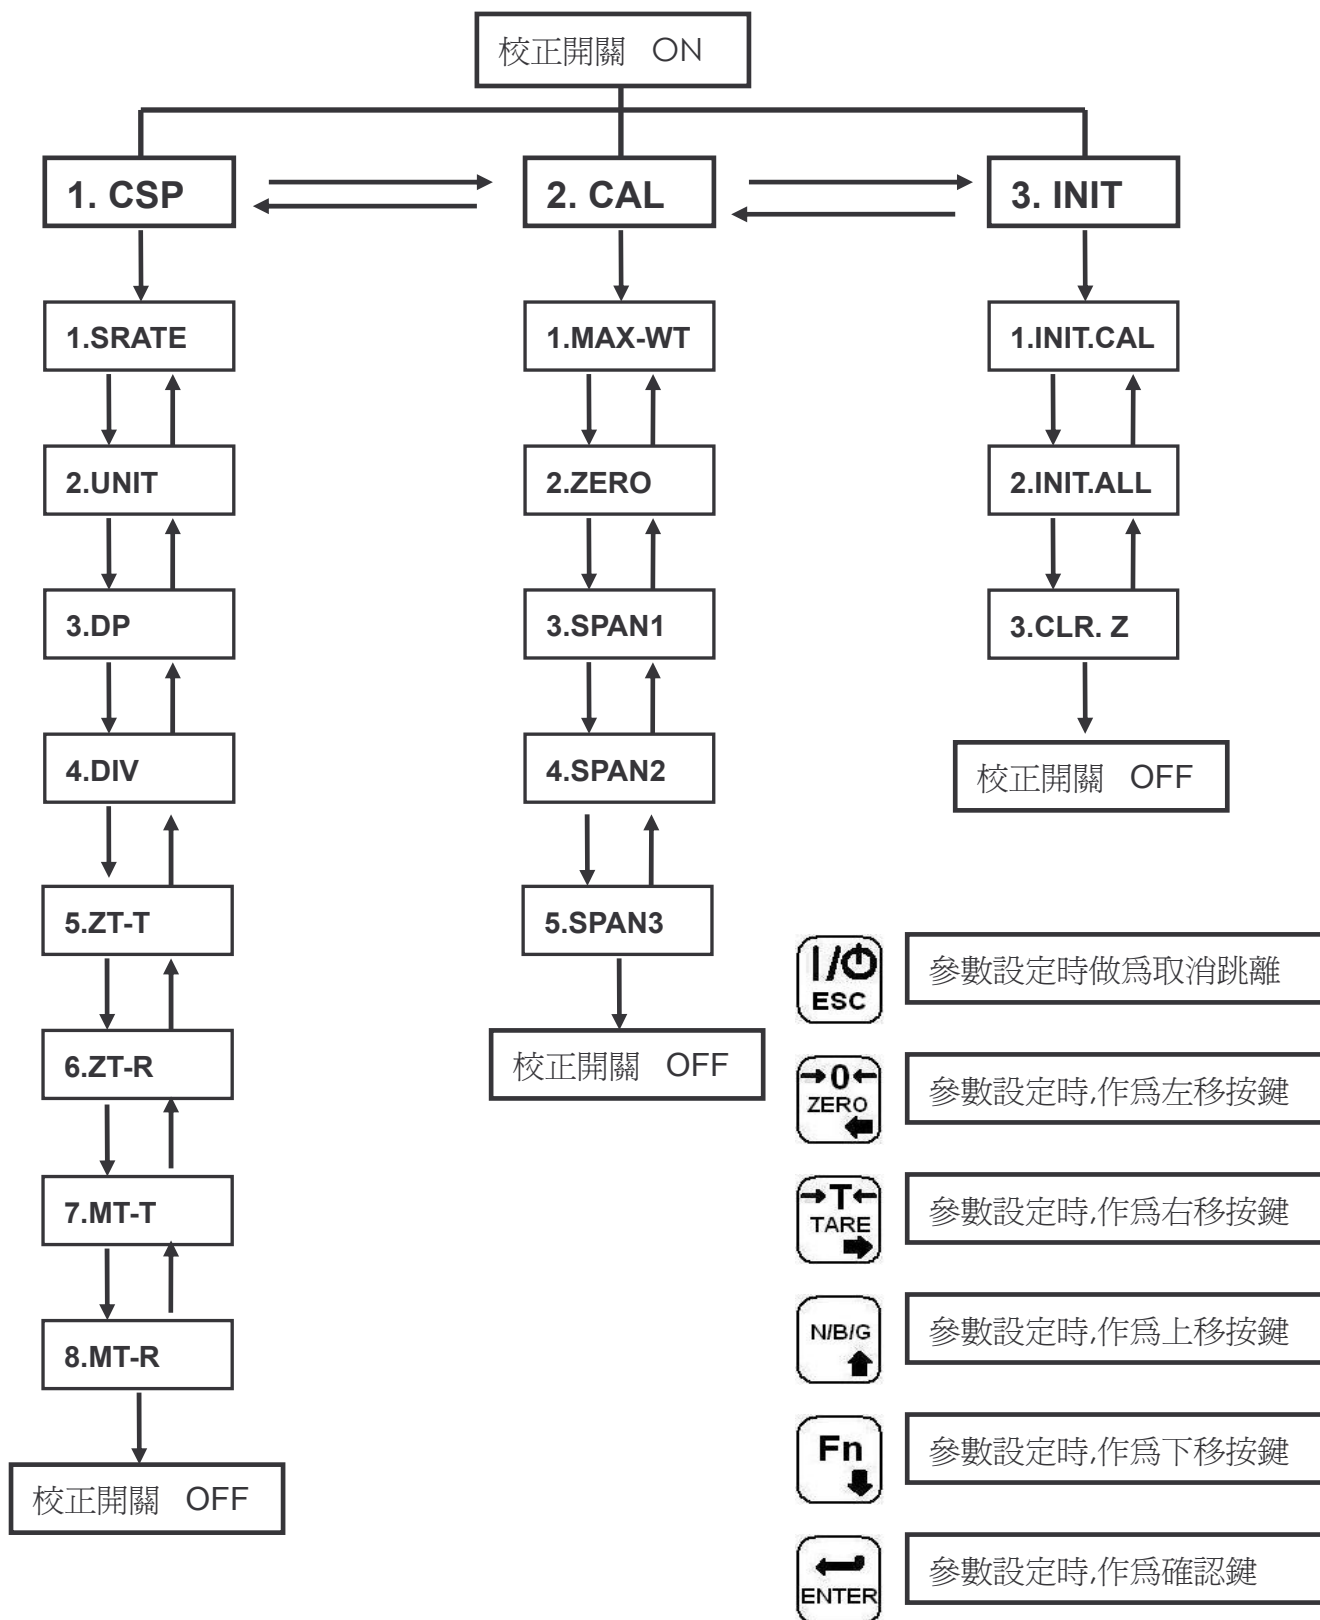 校正開關 ON
1. CSP
2. CAL
3. INIT
1.SRATE
2.UNIT
3.DP
4.DIV
5.ZT-T
6.ZT-R
7.MT-T
8.MT-R
校正開關 OFF
1.MAX-WT
2.ZERO
3.SPAN1
4.SPAN2
5.SPAN3
校正開關 OFF
1.INIT.CAL
2.INIT.ALL
3.CLR. Z
校正開關 OFF
I/⏻
ESC
參數設定時做爲取消跳離
→0←
ZERO
參數設定時,作爲左移按鍵
→T←
TARE
參數設定時,作爲右移按鍵
N/B/G
參數設定時,作爲上移按鍵
Fn
參數設定時,作爲下移按鍵
ENTER
參數設定時,作爲確認鍵